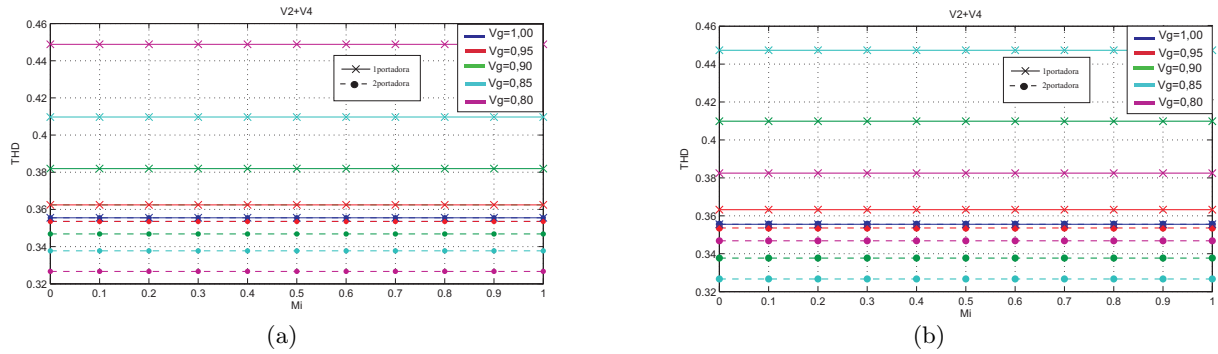 V2+V4
0.46
0.44
0.42
0.4
0.38
0.36
0.34
0.32
THD
0 0.1 0.2 0.3 0.4 0.5 0.6 0.7 0.8 0.9 1
Mi
1portadora
2portadora
Vg=1,00
Vg=0,95
Vg=0,90
Vg=0,85
Vg=0,80
(a)
V2+V4
0.46
0.44
0.42
0.4
0.38
0.36
0.34
0.32
THD
0 0.1 0.2 0.3 0.4 0.5 0.6 0.7 0.8 0.9 1
Mi
1portadora
2portadora
Vg=1,00
Vg=0,95
Vg=0,90
Vg=0,85
Vg=0,80
(b)